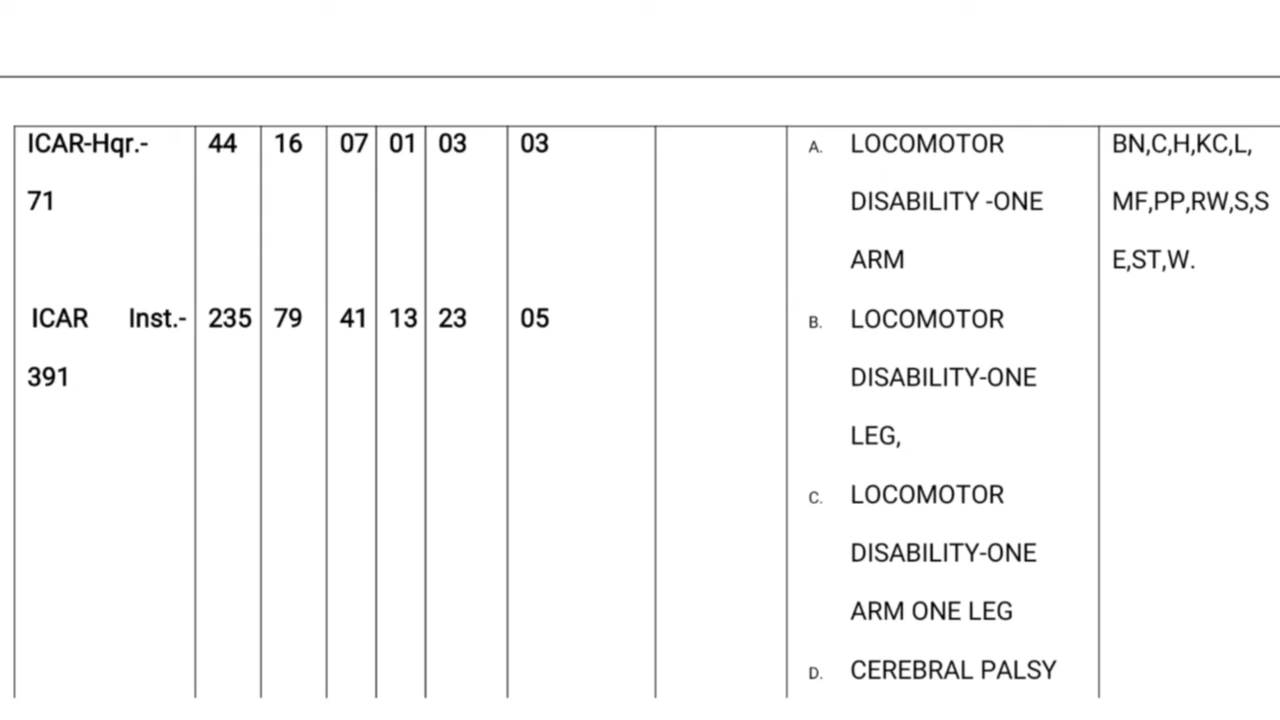 ICAR-Hqr.- 44 16 07 01 03 03 A. LOCOMOTOR BN,C,H,KC,L,
71 DISABILITY -ONE MF,PP,RW,S,S
ARM E,ST,W.
ICAR Inst.- 235 79 41 13 23 05 B. LOCOMOTOR
391 DISABILITY-ONE
LEG,
C. LOCOMOTOR
DISABILITY-ONE
ARM ONE LEG
D. CEREBRAL PALSY